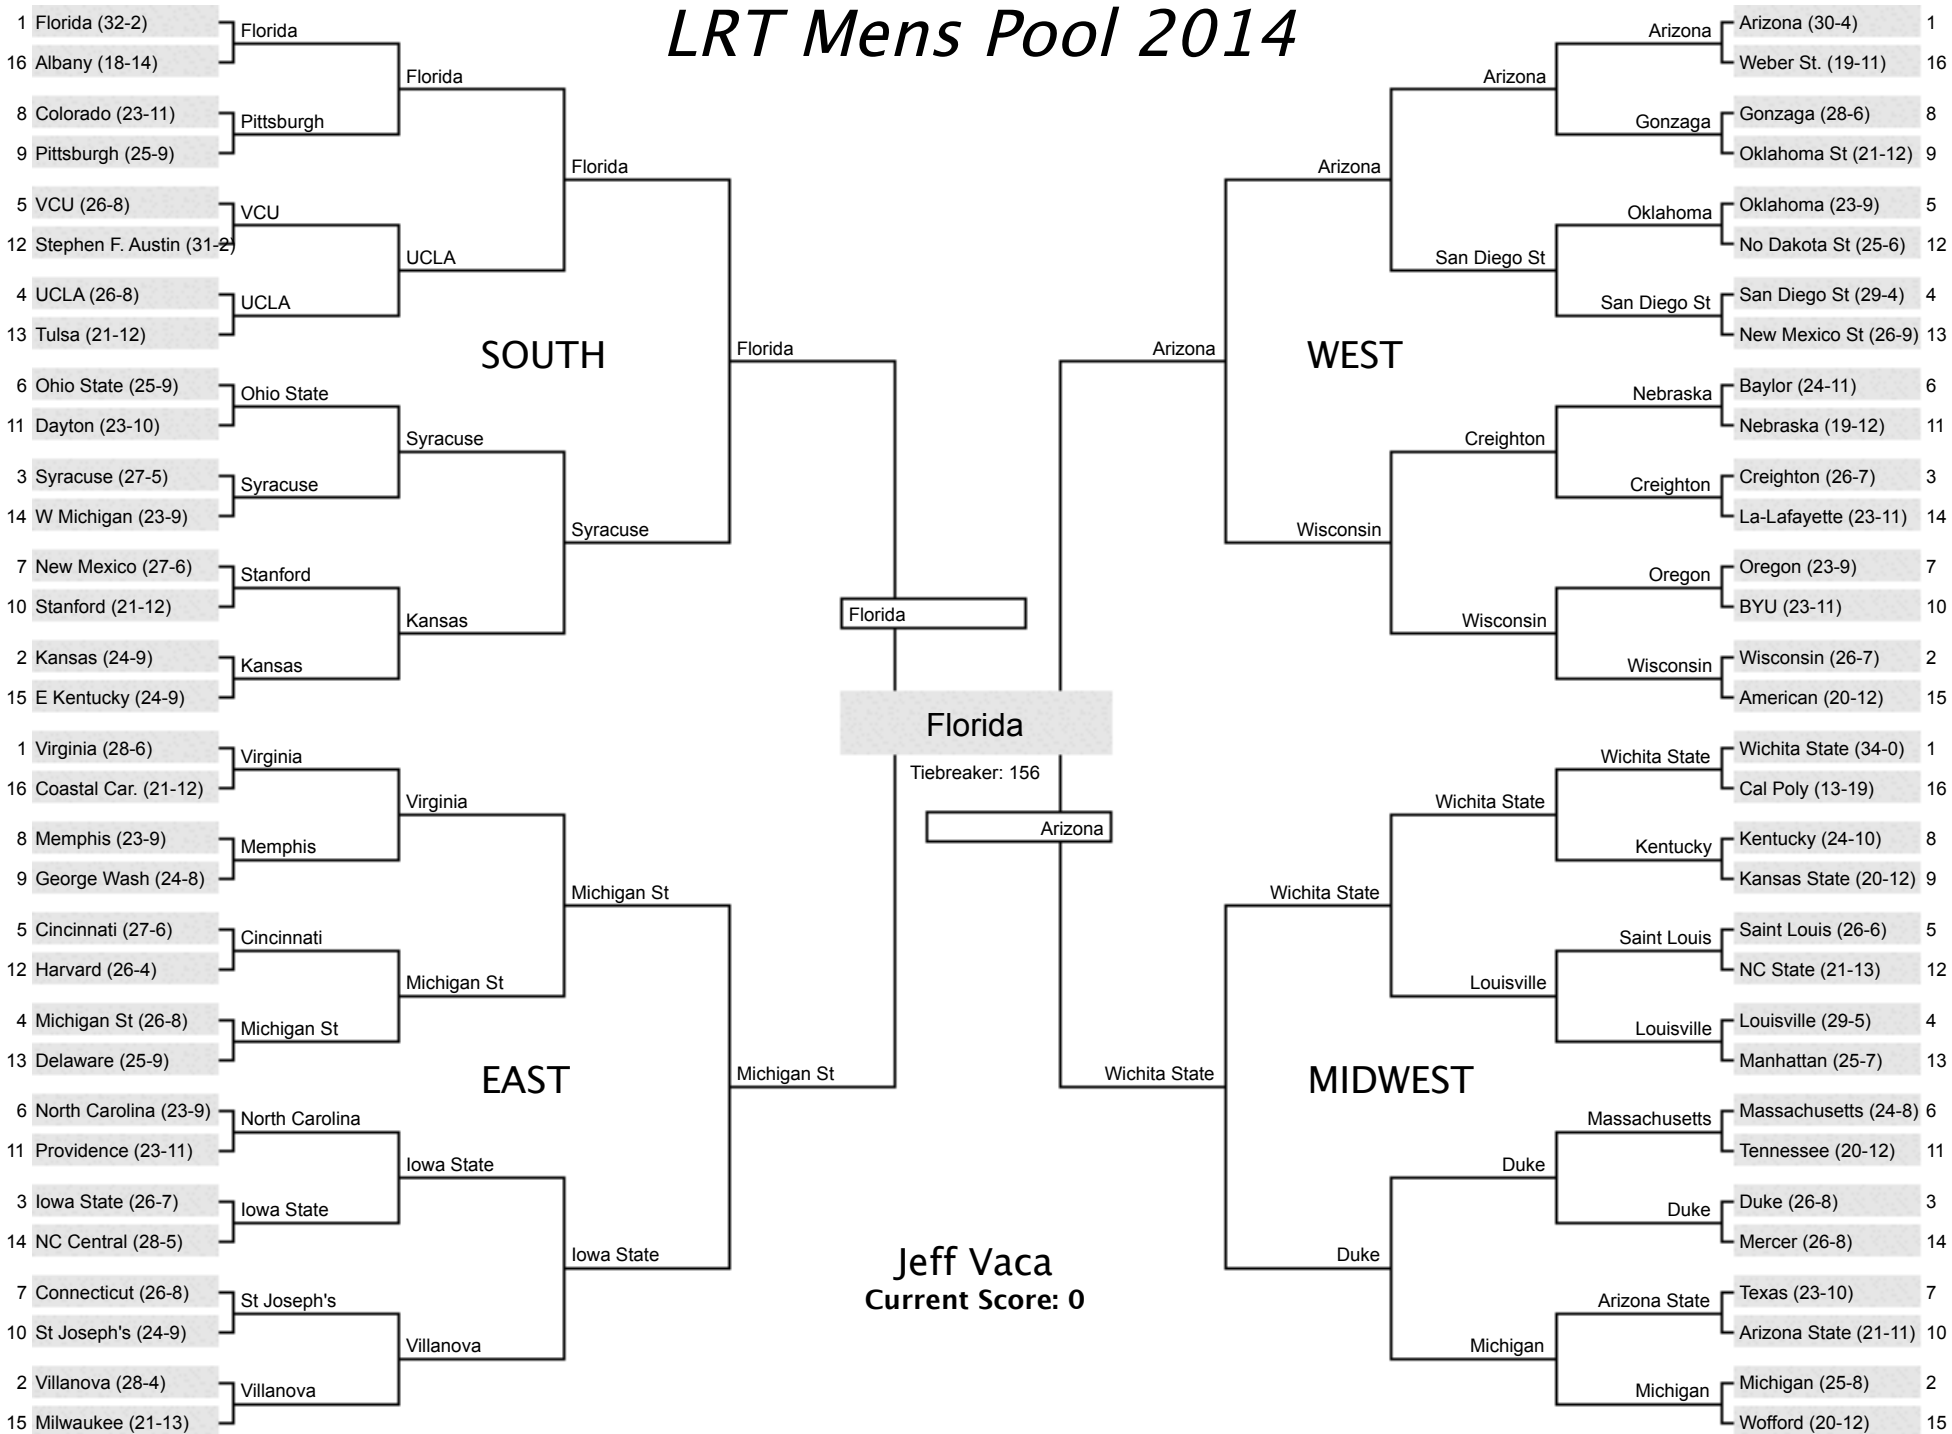 LRT Mens Pool 2014
1 Florida (32-2)
16 Albany (18-14)
8 Colorado (23-11)
9 Pittsburgh (25-9)
5 VCU (26-8)
12 Stephen F. Austin (31-2)
4 UCLA (26-8)
13 Tulsa (21-12)
6 Ohio State (25-9)
11 Dayton (23-10)
3 Syracuse (27-5)
14 W Michigan (23-9)
7 New Mexico (27-6)
10 Stanford (21-12)
2 Kansas (24-9)
15 E Kentucky (24-9)
Florida
Pittsburgh
VCU
UCLA
Ohio State
Syracuse
Stanford
Kansas
Florida
UCLA
Syracuse
Kansas
Florida
Syracuse
SOUTH
Florida
1 Virginia (28-6)
16 Coastal Car. (21-12)
8 Memphis (23-9)
9 George Wash (24-8)
5 Cincinnati (27-6)
12 Harvard (26-4)
4 Michigan St (26-8)
13 Delaware (25-9)
6 North Carolina (23-9)
11 Providence (23-11)
3 Iowa State (26-7)
14 NC Central (28-5)
7 Connecticut (26-8)
10 St Joseph's (24-9)
2 Villanova (28-4)
15 Milwaukee (21-13)
Virginia
Memphis
Cincinnati
Michigan St
North Carolina
Iowa State
St Joseph's
Villanova
Virginia
Michigan St
Iowa State
Villanova
Michigan St
Iowa State
EAST
Michigan St
Florida
Florida
Tiebreaker: 156
Arizona
Jeff Vaca
Current Score: 0
Arizona (30-4) 1
Weber St. (19-11) 16
Gonzaga (28-6) 8
Oklahoma St (21-12) 9
Oklahoma (23-9) 5
No Dakota St (25-6) 12
San Diego St (29-4) 4
New Mexico St (26-9) 13
Baylor (24-11) 6
Nebraska (19-12) 11
Creighton (26-7) 3
La-Lafayette (23-11) 14
Oregon (23-9) 7
BYU (23-11) 10
Wisconsin (26-7) 2
American (20-12) 15
Arizona
Gonzaga
Oklahoma
San Diego St
Nebraska
Creighton
Oregon
Wisconsin
Arizona
San Diego St
Creighton
Wisconsin
Arizona
Wisconsin
WEST
Arizona
Wichita State (34-0) 1
Cal Poly (13-19) 16
Kentucky (24-10) 8
Kansas State (20-12) 9
Saint Louis (26-6) 5
NC State (21-13) 12
Louisville (29-5) 4
Manhattan (25-7) 13
Massachusetts (24-8) 6
Tennessee (20-12) 11
Duke (26-8) 3
Mercer (26-8) 14
Texas (23-10) 7
Arizona State (21-11) 10
Michigan (25-8) 2
Wofford (20-12) 15
Wichita State
Kentucky
Saint Louis
Louisville
Massachusetts
Duke
Arizona State
Michigan
Wichita State
Louisville
Duke
Michigan
Wichita State
Duke
MIDWEST
Wichita State